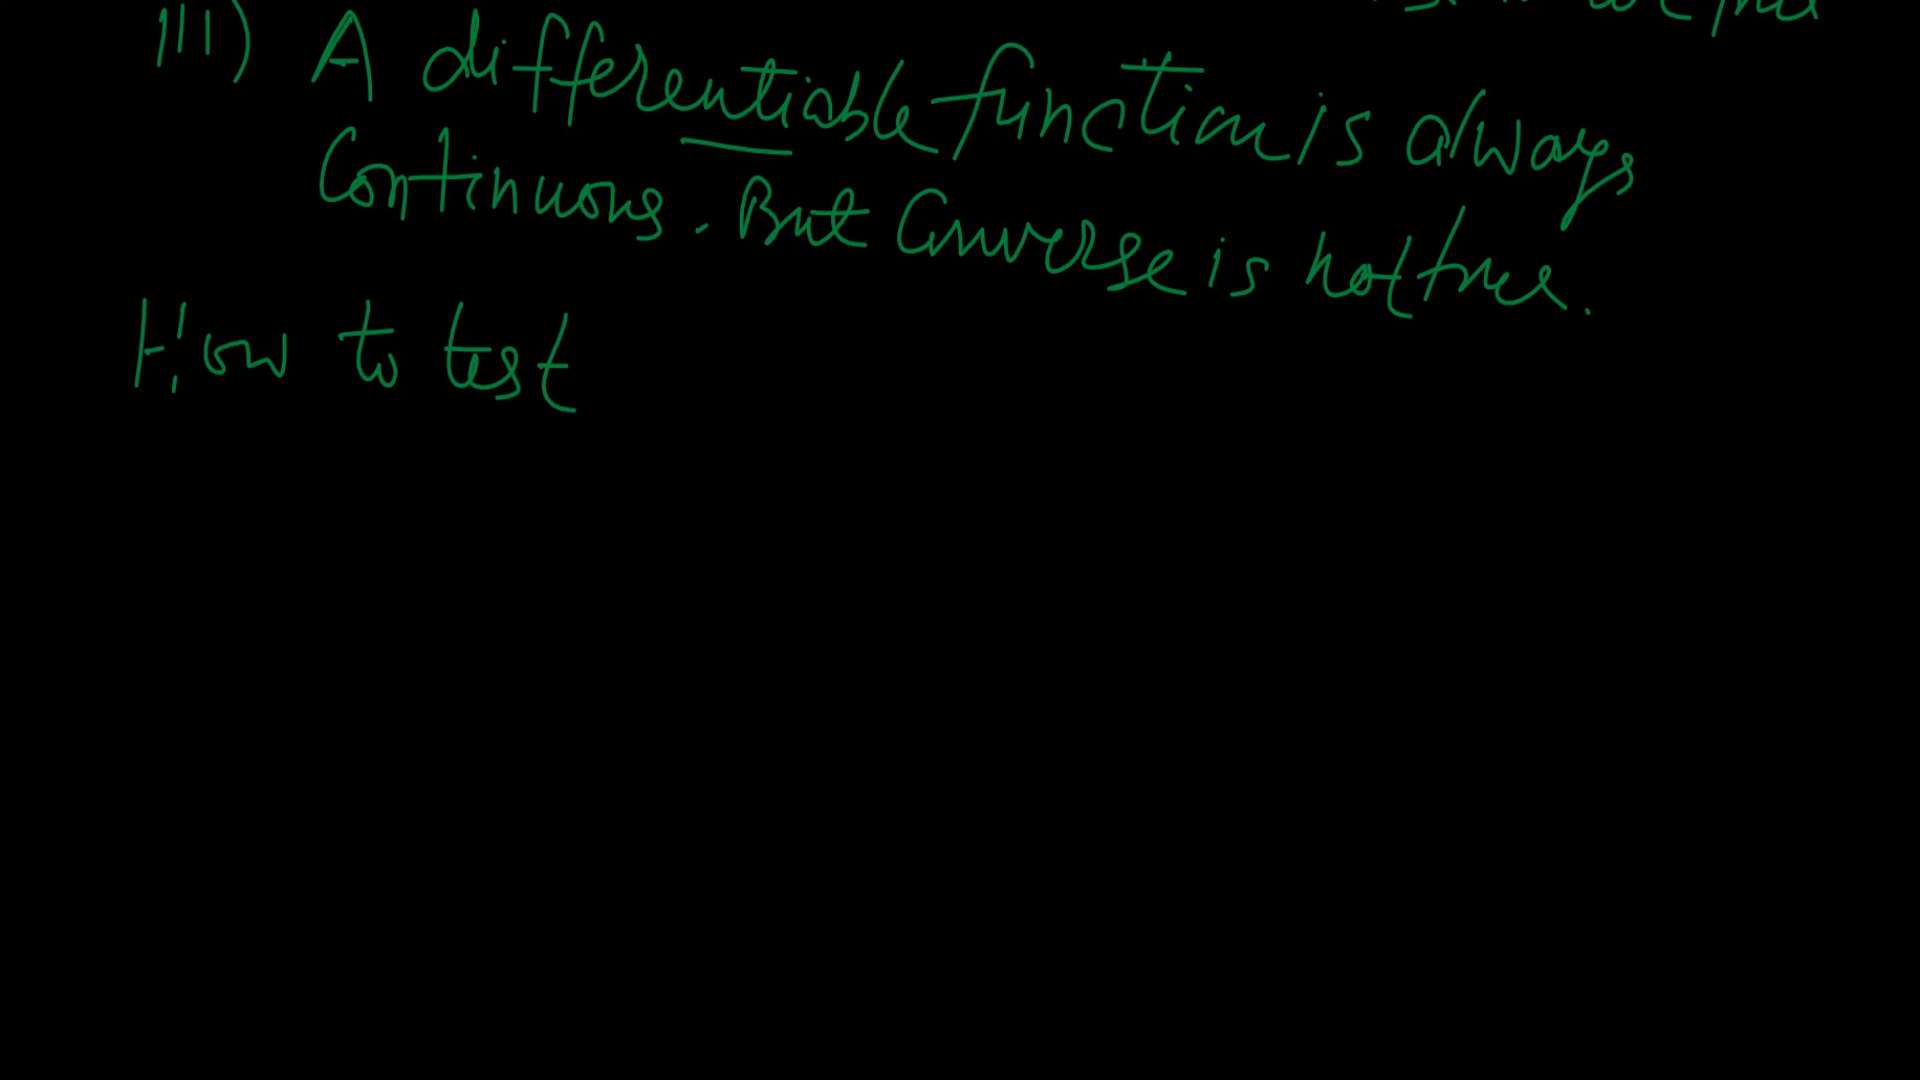 III) A differentiable function is always
Continuous. But Converse is not true.
How to test